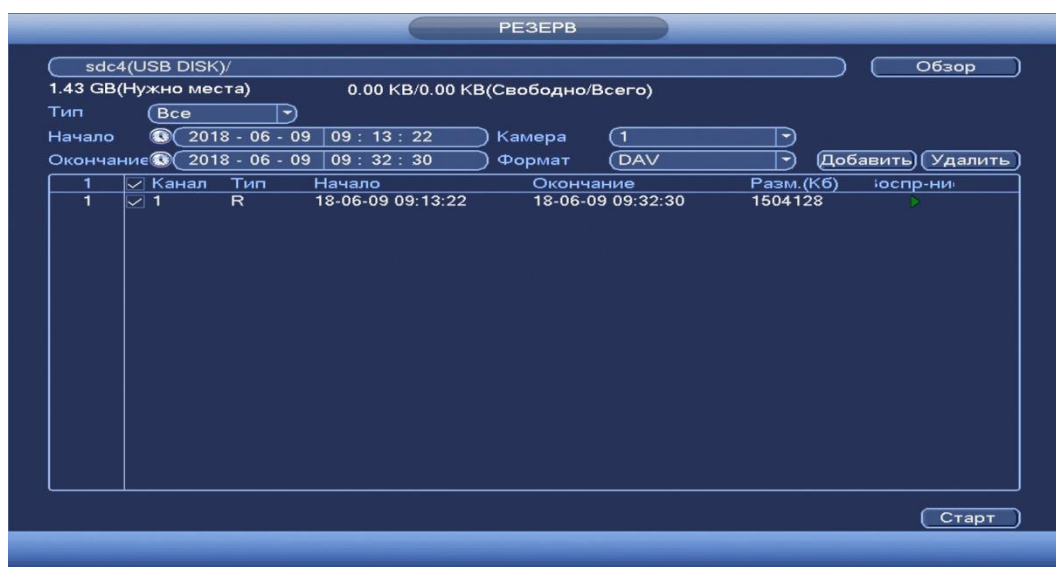 РЕЗЕРВ
sdc4(USB DISK)/ Обзор
1.43 GB(Нужно места) 0.00 KB/0.00 KB(Свободно/Всего)
Тип Все
Начало 2018 - 06 - 09 09 : 13 : 22 Камера 1
Окончание 2018 - 06 - 09 09 : 32 : 30 Формат DAV Добавить Удалить
1 Канал Тип Начало Окончание Разм.(Кб) оспр-ни
1 1 R 18-06-09 09:13:22 18-06-09 09:32:30 1504128
Старт